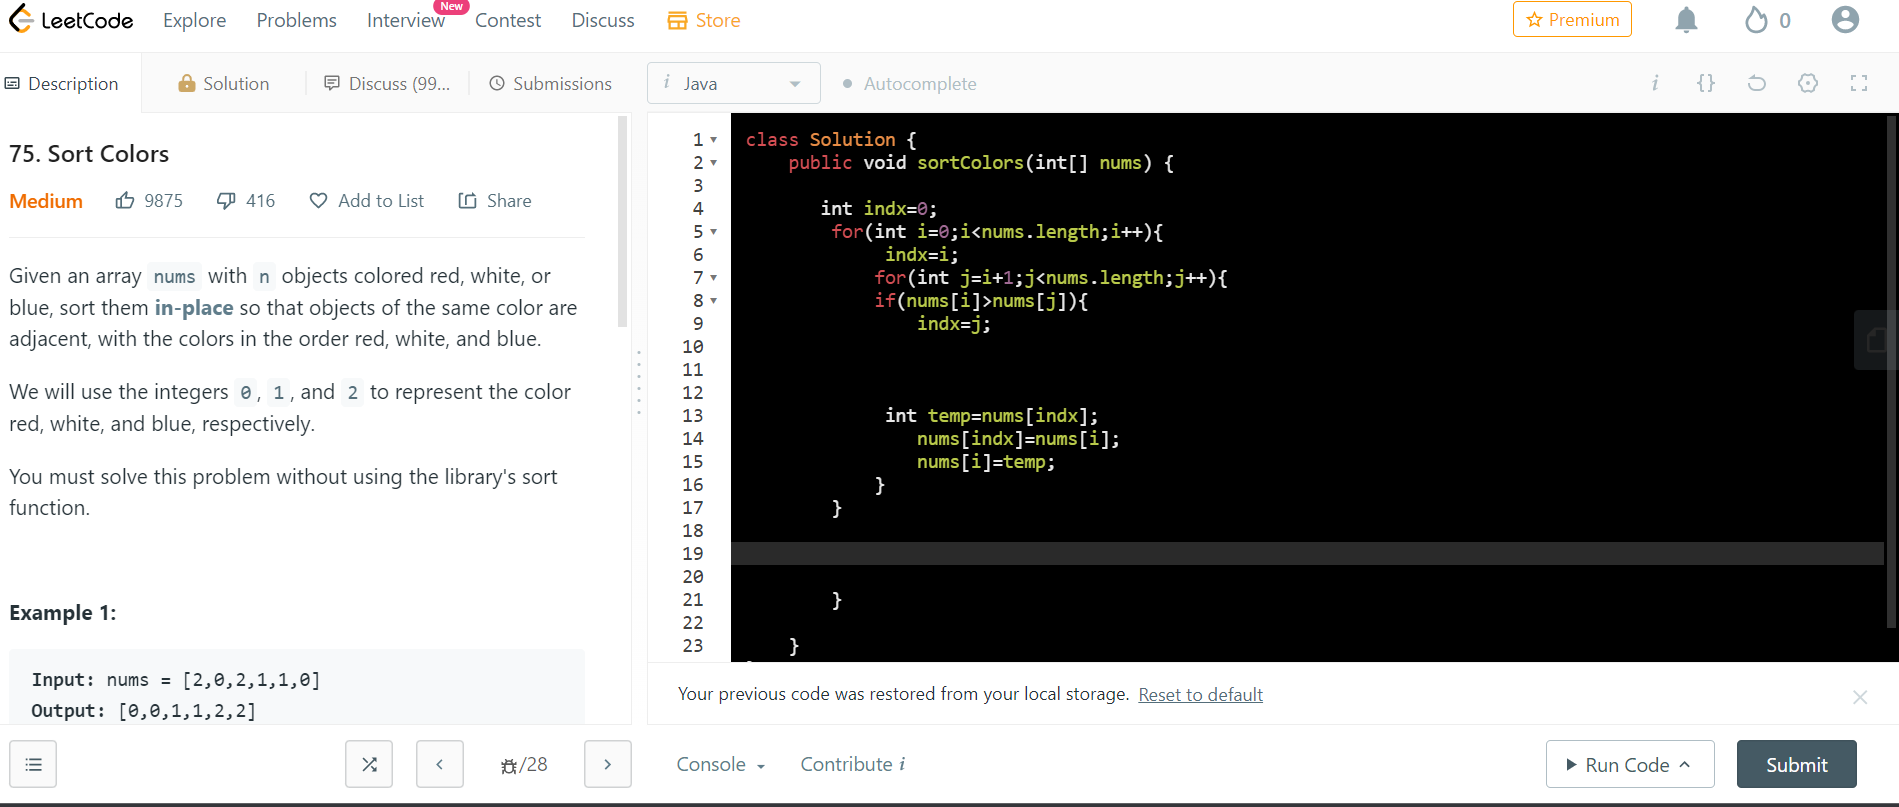 LeetCode Explore Problems Interview New Contest Discuss Store Premium 0
Description Solution Discuss (99... Submissions i Java Autocomplete i {}
75. Sort Colors
Medium 9875 416 Add to List Share
Given an array nums with n objects colored red, white, or
blue, sort them in-place so that objects of the same color are
adjacent, with the colors in the order red, white, and blue.
We will use the integers 0, 1, and 2 to represent the color
red, white, and blue, respectively.
You must solve this problem without using the library's sort
function.
Example 1:
Input: nums = [2,0,2,1,1,0]
Output: [0,0,1,1,2,2]
/28
1 class Solution {
2 public void sortColors(int[] nums) {
3
4 int indx=0;
5 for(int i=0;i<nums.length;i++){
6 indx=i;
7 for(int j=i+1;j<nums.length;j++){
8 if(nums[i]>nums[j]){
9 indx=j;
10
11
12
13 int temp=nums[indx];
14 nums[indx]=nums[i];
15 nums[i]=temp;
16 }
17 }
18
19
20
21 }
22
23 }
Your previous code was restored from your local storage. Reset to default
Console Contribute i Run Code Submit